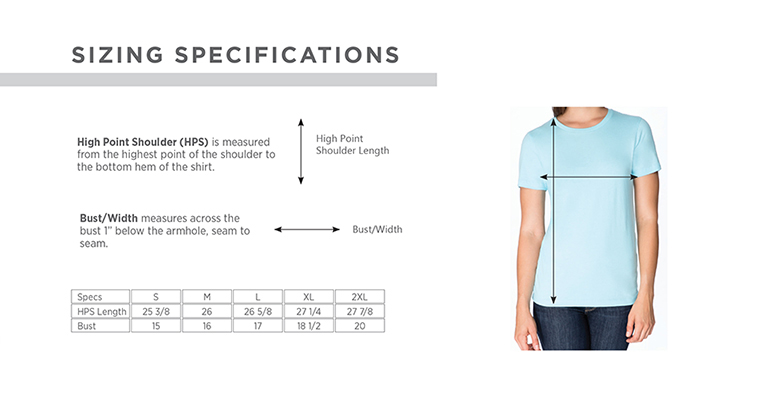 SIZING SPECIFICATIONS
High Point Shoulder (HPS) is measured
from the highest point of the shoulder to
the bottom hem of the shirt.
High Point
Shoulder Length
Bust/Width measures across the
bust 1” below the armhole, seam to
seam.
Bust/Width
Specs S M L XL 2XL
HPS Length 25 3/8 26 26 5/8 27 1/4 27 7/8
Bust 15 16 17 18 1/2 20